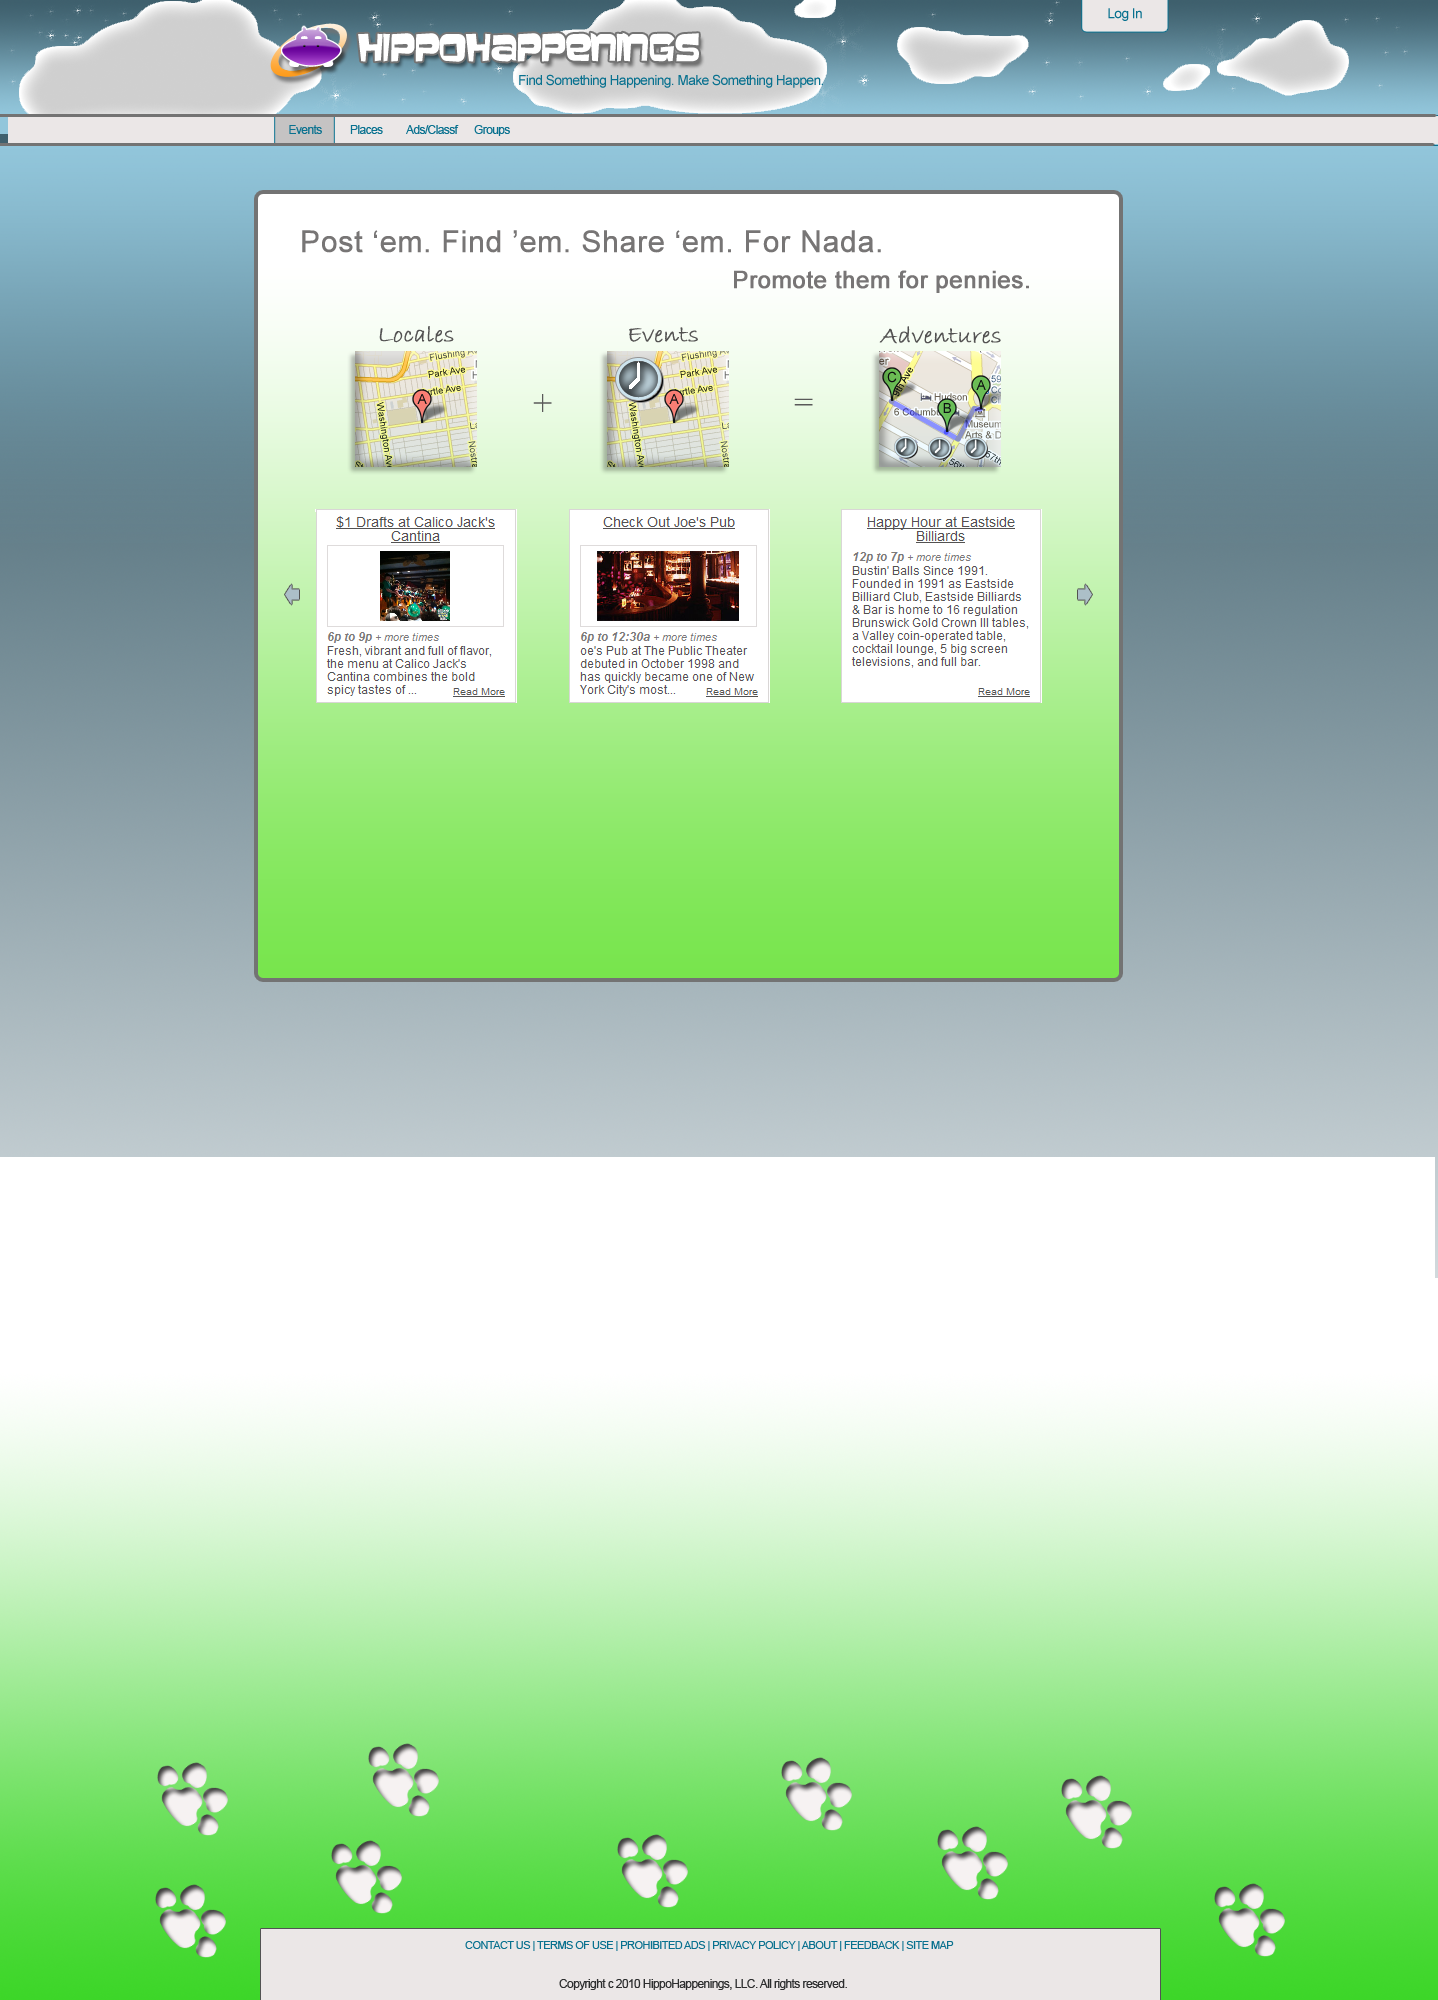 Log In
HIPPOHAPPENINGS
Find Something Happening. Make Something Happen.
Events Places Ads/Classf Groups
Post ‘em. Find ’em. Share ‘em. For Nada.
Promote them for pennies.
Locales
Flushing A
Park Ave
rtle Ave
Washington Av
Nostra
A
+
Events
Flushing A
Park Ave
rtle Ave
Washington Av
Nostra
A
=
Adventures
er
9th Ave
59
Co
C
Hudson
6 Columb
Museum
Arts & D
56th
57th
C
B
A
$1 Drafts at Calico Jack's
Cantina
6p to 9p + more times
Fresh, vibrant and full of flavor,
the menu at Calico Jack's
Cantina combines the bold
spicy tastes of ...
Read More
Check Out Joe's Pub
6p to 12:30a + more times
oe's Pub at The Public Theater
debuted in October 1998 and
has quickly became one of New
York City's most...
Read More
Happy Hour at Eastside
Billiards
12p to 7p + more times
Bustin' Balls Since 1991.
Founded in 1991 as Eastside
Billiard Club, Eastside Billiards
& Bar is home to 16 regulation
Brunswick Gold Crown III tables,
a Valley coin-operated table,
cocktail lounge, 5 big screen
televisions, and full bar.
Read More
CONTACT US | TERMS OF USE | PROHIBITED ADS | PRIVACY POLICY | ABOUT | FEEDBACK | SITE MAP
Copyright c 2010 HippoHappenings, LLC. All rights reserved.